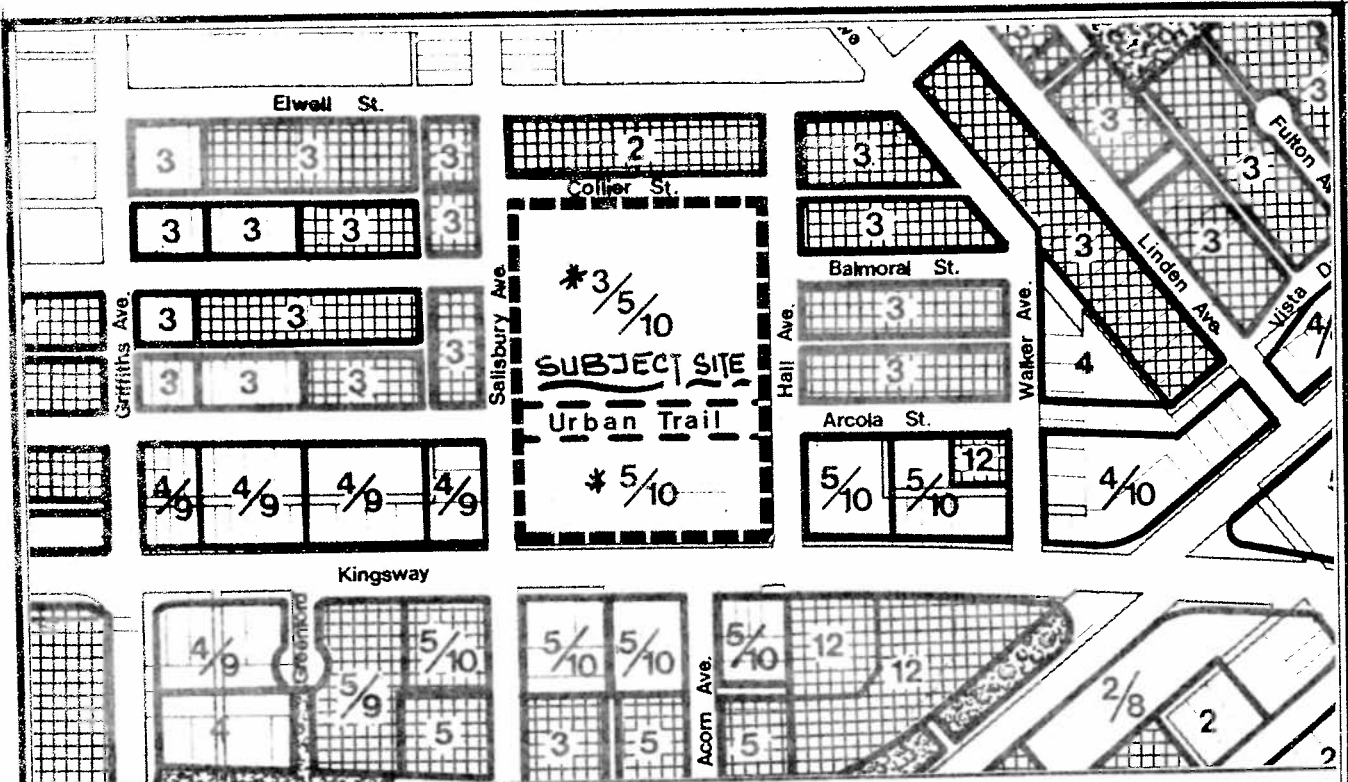 Elwell St.
3 3 3 2 3 3 3 3
Fulton
Collier St.
3 3 3 3 3 3 3
Balmoral St.
Linden Ave.
Vista D
Griffiths Ave.
3 3 3
Salisbury Ave.
* 3/5/10
SUBJECT SITE
Hall Ave.
3
Walker Ave.
4
4/
3 3 3
3
Urban Trail
Arcola St.
4/9 4/9 4/9 4/9
* 5/10
5/10 5/10 12
4/10
Kingsway
4/9
5/9
5/10
5/10 5/10
5/10
12 12
2/8
2
4
5
3 5
Acorn Ave.
5
2